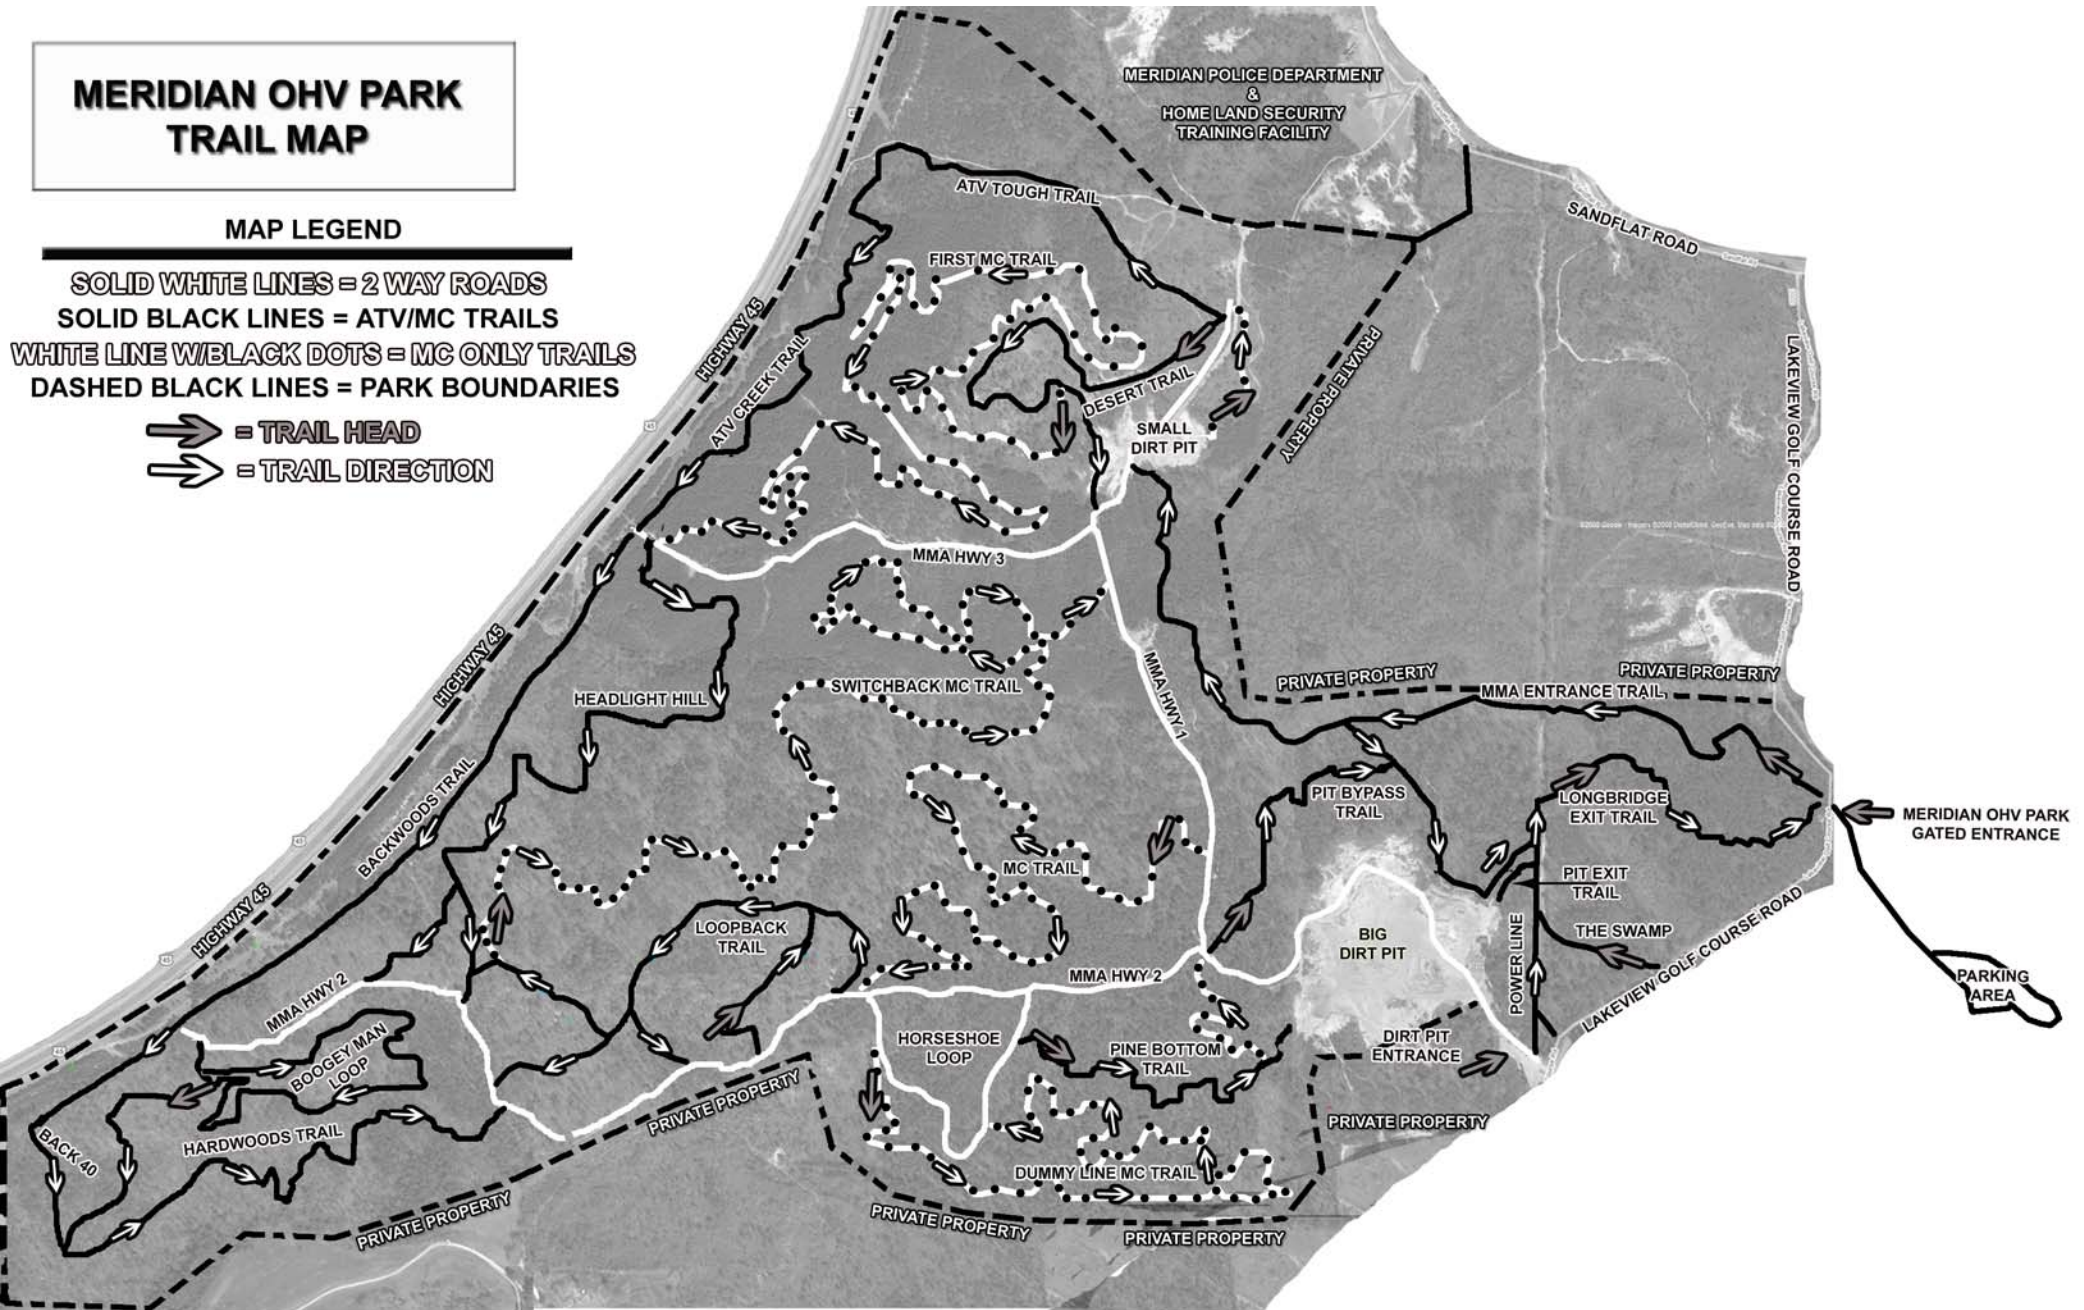 MERIDIAN OHV PARK
TRAIL MAP
MAP LEGEND
SOLID WHITE LINES = 2 WAY ROADS
SOLID BLACK LINES = ATV/MC TRAILS
WHITE LINE W/BLACK DOTS = MC ONLY TRAILS
DASHED BLACK LINES = PARK BOUNDARIES
= TRAIL HEAD
= TRAIL DIRECTION
MERIDIAN POLICE DEPARTMENT
&
HOME LAND SECURITY
TRAINING FACILITY
ATV TOUGH TRAIL
SANDFLAT ROAD
FIRST MC TRAIL
HIGHWAY 45
ATV CREEK TRAIL
DESERT TRAIL
SMALL
DIRT PIT
PRIVATE PROPERTY
LAKEVIEW GOLF COURSE ROAD
45
MMA HWY 3
HIGHWAY 45
HEADLIGHT HILL
SWITCHBACK MC TRAIL
MMA HWY 1
PRIVATE PROPERTY
PRIVATE PROPERTY
MMA ENTRANCE TRAIL
BACKWOODS TRAIL
PIT BYPASS
TRAIL
LONGBRIDGE
EXIT TRAIL
MERIDIAN OHV PARK
GATED ENTRANCE
45
MC TRAIL
PIT EXIT
TRAIL
HIGHWAY 45
LOOPBACK
TRAIL
BIG
DIRT PIT
POWER LINE
THE SWAMP
LAKEVIEW GOLF COURSE ROAD
PARKING
AREA
45
MMA HWY 2
MMA HWY 2
HORSESHOE
LOOP
PINE BOTTOM
TRAIL
DIRT PIT
ENTRANCE
45
BOOGEY MAN
LOOP
PRIVATE PROPERTY
PRIVATE PROPERTY
BACK 40
HARDWOODS TRAIL
DUMMY LINE MC TRAIL
PRIVATE PROPERTY
PRIVATE PROPERTY
PRIVATE PROPERTY